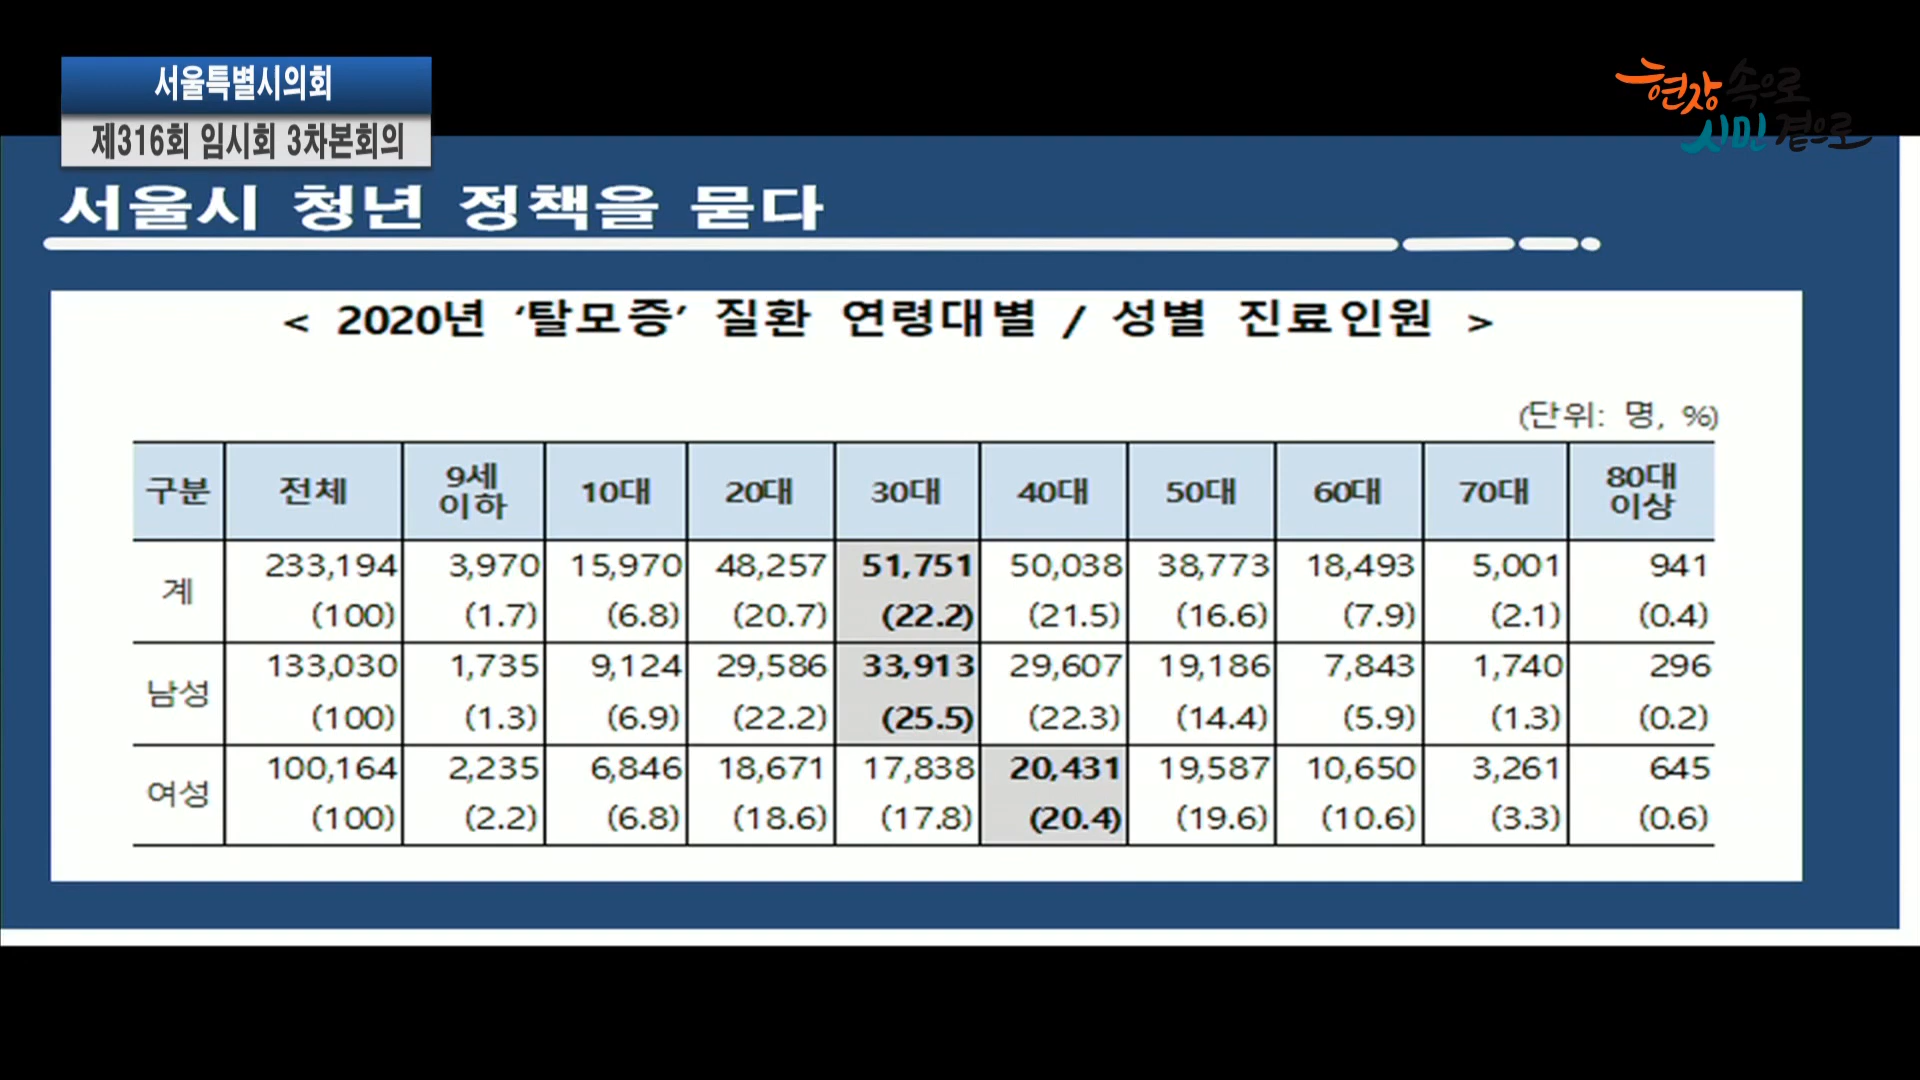 서울특별시의회
제316회 임시회 3차본회의
현장 속으로
시민 곁으로
서울시 청년 정책을 묻다
< 2020년 ‘탈모증’ 질환 연령대별 / 성별 진료인원 >
(단위: 명, %)
구분 전체 9세 이하 10대 20대 30대 40대 50대 60대 70대 80대 이상
계 233,194 3,970 15,970 48,257 51,751 50,038 38,773 18,493 5,001 941
(100) (1.7) (6.8) (20.7) (22.2) (21.5) (16.6) (7.9) (2.1) (0.4)
남성 133,030 1,735 9,124 29,586 33,913 29,607 19,186 7,843 1,740 296
(100) (1.3) (6.9) (22.2) (25.5) (22.3) (14.4) (5.9) (1.3) (0.2)
여성 100,164 2,235 6,846 18,671 17,838 20,431 19,587 10,650 3,261 645
(100) (2.2) (6.8) (18.6) (17.8) (20.4) (19.6) (10.6) (3.3) (0.6)